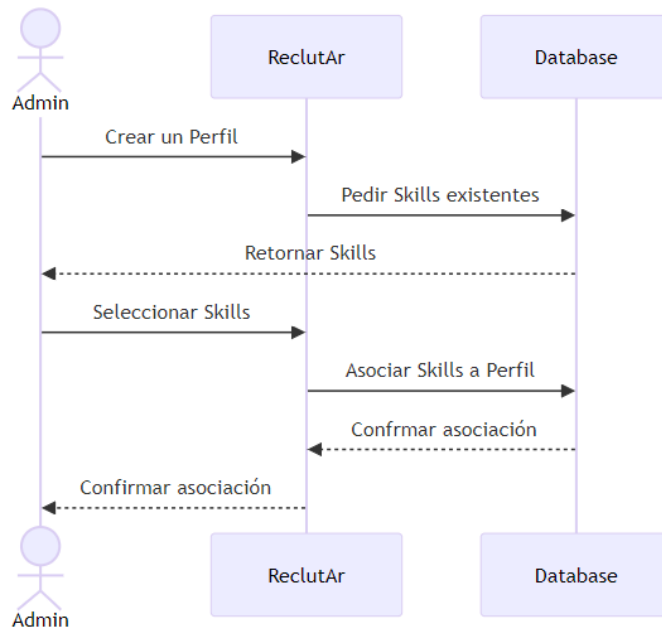 ReclutAr
Database
Admin
Crear un Perfil
Pedir Skills existentes
Retornar Skills
Seleccionar Skills
Asociar Skills a Perfil
Confrmar asociación
Confirmar asociación
ReclutAr
Database
Admin